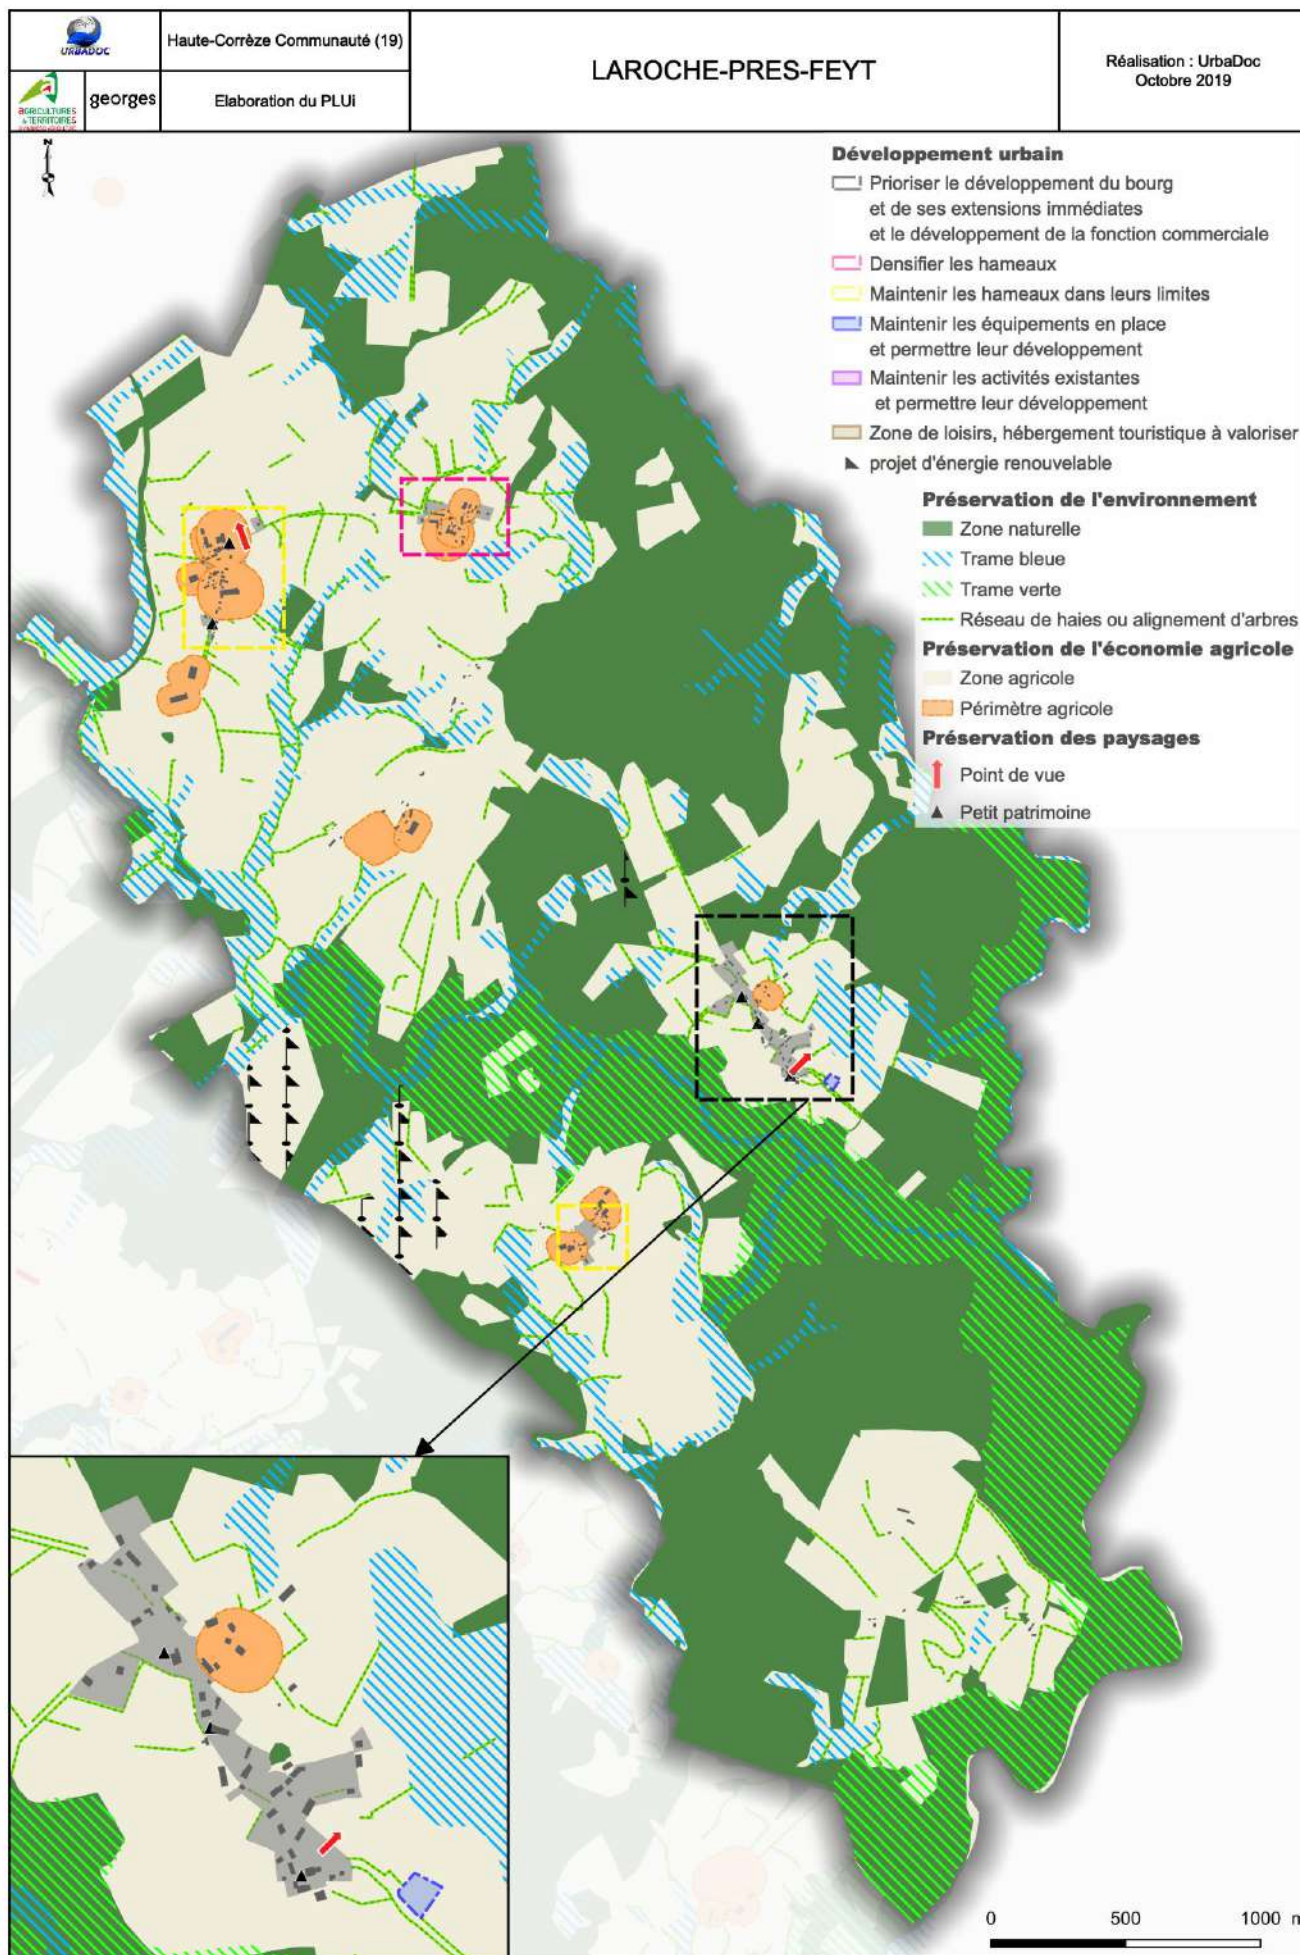 URBADOC
Haute-Corrèze Communauté (19)
LAROCHE-PRES-FEYT
Réalisation : UrbaDoc
Octobre 2019
AGRICULTURES
& TERRITOIRES
georges
Elaboration du PLUi
N
Développement urbain
Prioriser le développement du bourg
et de ses extensions immédiates
et le développement de la fonction commerciale
Densifier les hameaux
Maintenir les hameaux dans leurs limites
Maintenir les équipements en place
et permettre leur développement
Maintenir les activités existantes
et permettre leur développement
Zone de loisirs, hébergement touristique à valoriser
projet d'énergie renouvelable
Préservation de l'environnement
Zone naturelle
Trame bleue
Trame verte
Réseau de haies ou alignement d'arbres
Préservation de l'économie agricole
Zone agricole
Périmètre agricole
Préservation des paysages
Point de vue
Petit patrimoine
0 500 1000 m